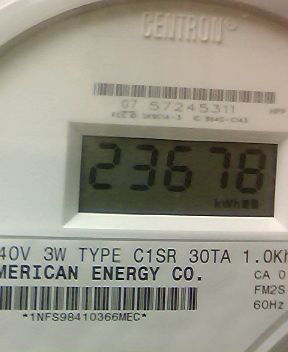 CENTRON®
07 57245311
23678
kWh
40V 3W TYPE C1SR 30TA 1.0Kh
MERICAN ENERGY CO.
CA 0
FM2S
60Hz
*1NFS98410366MEC*